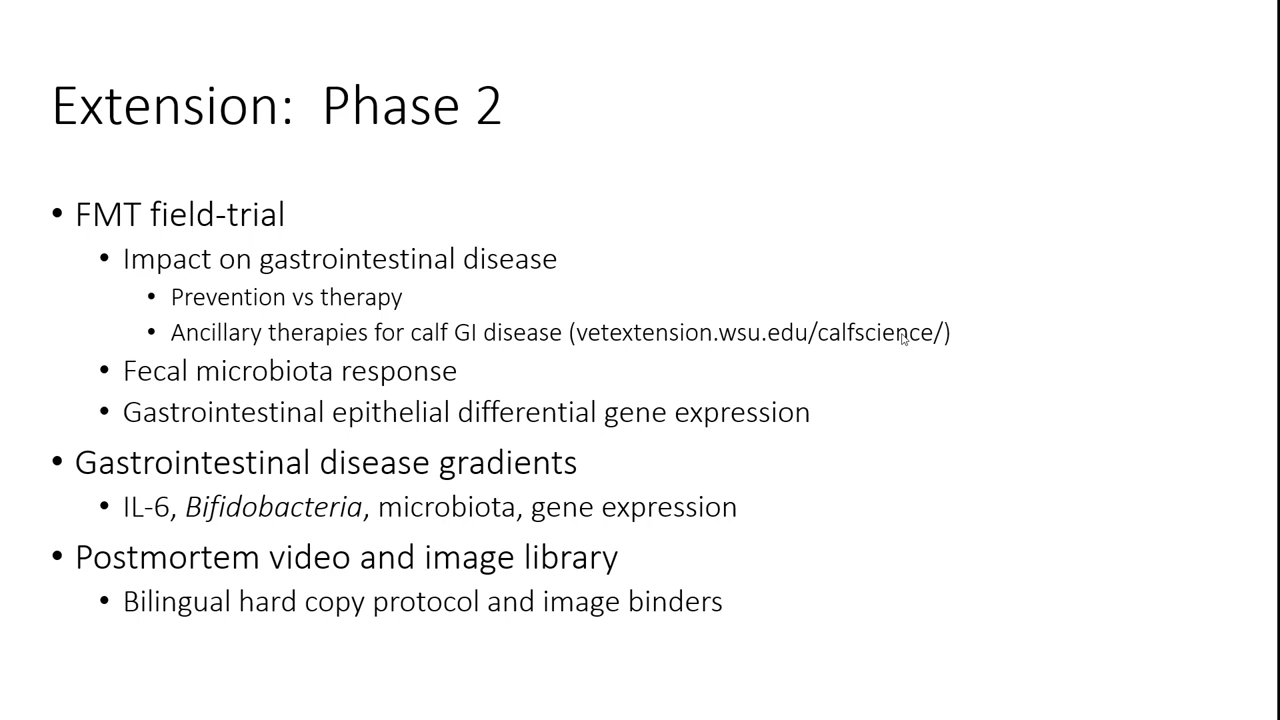 Extension:  Phase 2
• FMT field-trial
• Impact on gastrointestinal disease
• Prevention vs therapy
• Ancillary therapies for calf GI disease (vetextension.wsu.edu/calfscience/)
• Fecal microbiota response
• Gastrointestinal epithelial differential gene expression
• Gastrointestinal disease gradients
• IL-6, Bifidobacteria, microbiota, gene expression
• Postmortem video and image library
• Bilingual hard copy protocol and image binders